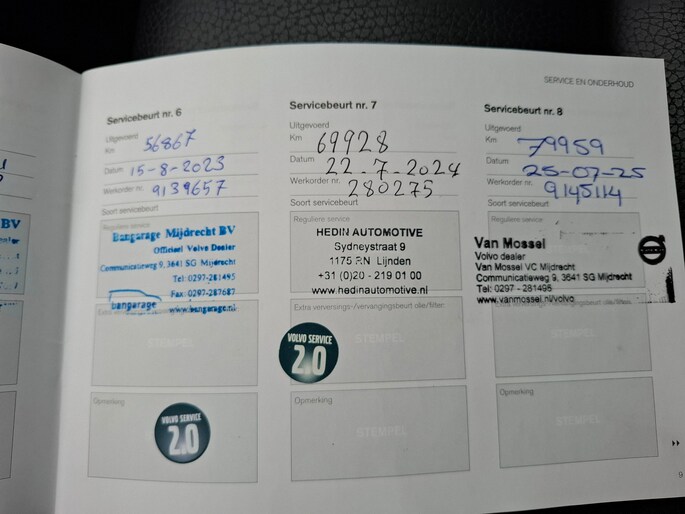 SERVICE EN ONDERHOUD
Servicebeurt nr. 6
Uitgevoerd
Km 56867
Datum 15-8-2023
Werkorder nr. 9139657
Soort servicebeurt
Reguliere service
Bangarage Mijdrecht BV
Officieel Volvo Dealer
Communicatieweg 9, 3641 SG Mijdrecht
Tel: 0297-281495
Fax: 0297-287687
bangarage www.bangarage.nl
STEMPEL
Opmerking
VOLVO SERVICE
2.0
Servicebeurt nr. 7
Uitgevoerd
Km 69928
Datum 22-7-2024
Werkorder nr. 280275
Soort servicebeurt
Reguliere service
HEDIN AUTOMOTIVE
Sydneystraat 9
1175 RN Lijnden
+31 (0)20 - 219 01 00
www.hedinautomotive.nl
Extra verversings-/vervangingsbeurt olie/filter
STEMPEL
VOLVO SERVICE
2.0
Opmerking
STEMPEL
Servicebeurt nr. 8
Uitgevoerd
Km 79959
Datum 25-07-25
Werkorder nr. 9145114
Soort servicebeurt
Reguliere service
Van Mossel
Volvo dealer
Van Mossel VC Mijdrecht
Communicatieweg 9, 3641 SG Mijdrecht
Tel: 0297 - 281495
www.vanmossel.nl/volvo
STEMPEL
Opmerking
STEMPEL
9